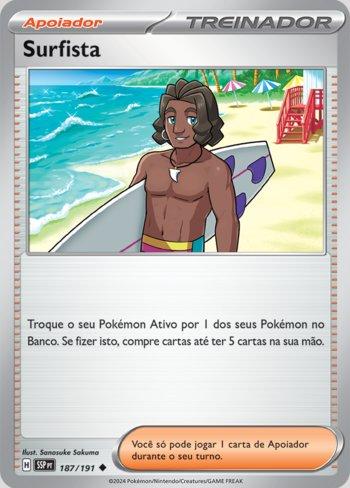 Apoiador
TREINADOR
Surfista
Troque o seu Pokémon Ativo por 1 dos seus Pokémon no
Banco. Se fizer isto, compre cartas até ter 5 cartas na sua mão.
Ilust. Sanosuke Sakuma
H SSP PT 187/191
Você só pode jogar 1 carta de Apoiador
durante o seu turno.
©2024 Pokémon/Nintendo/Creatures/GAME FREAK